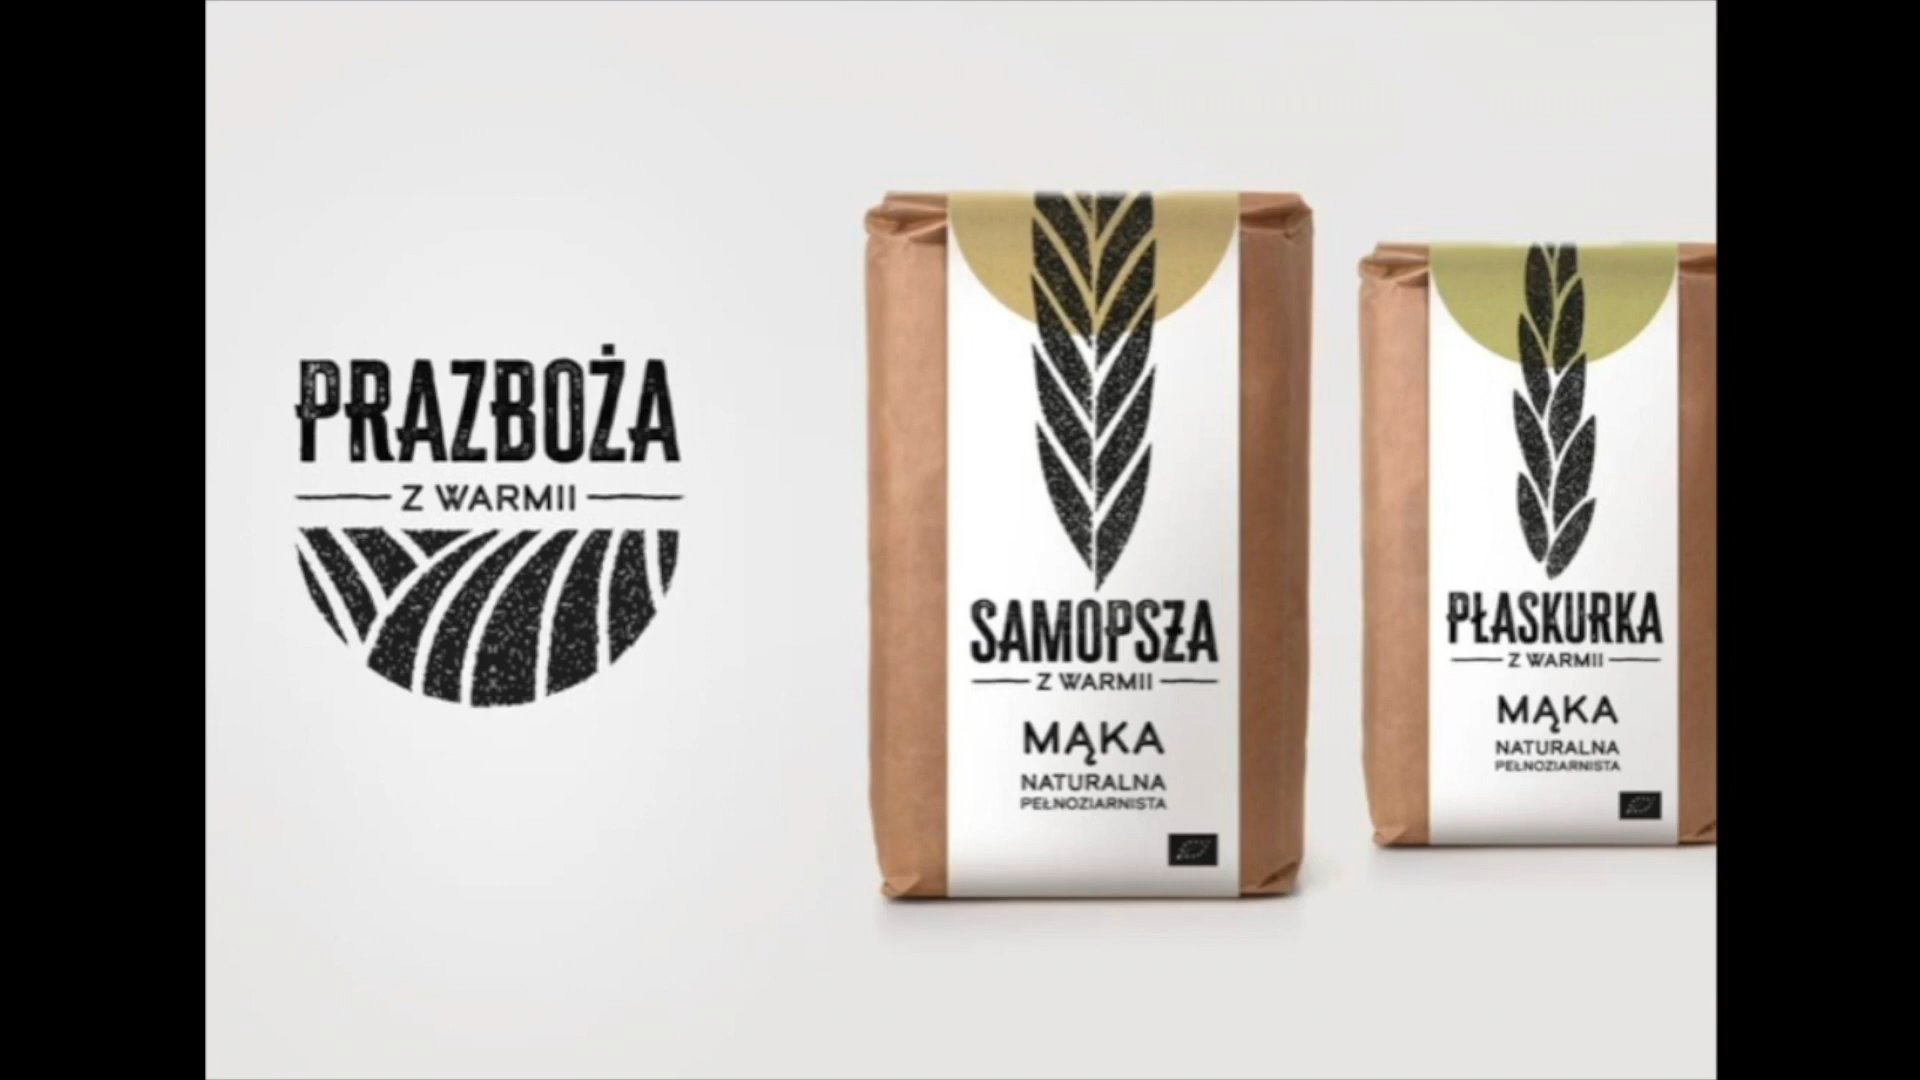 PRAZBOŻA
Z WARMII
SAMOPSZA
Z WARMII
MĄKA
NATURALNA
PEŁNOZIARNISTA
PŁASKURKA
Z WARMII
MĄKA
NATURALNA
PEŁNOZIARNISTA